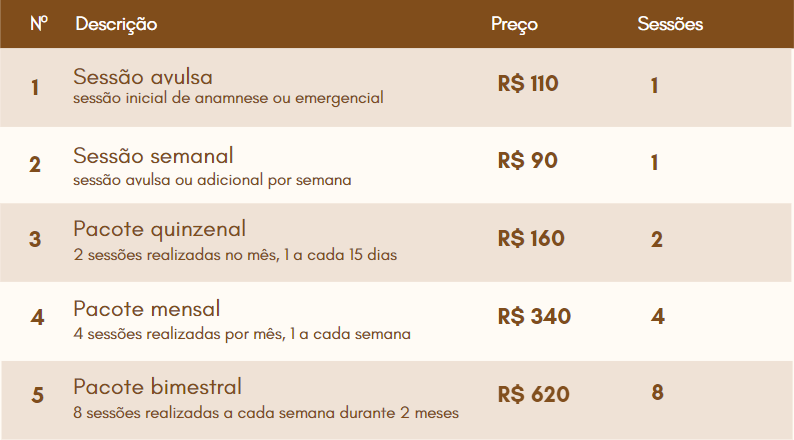 Nº Descrição Preço Sessões
1 Sessão avulsa R$ 110 1
sessão inicial de anamnese ou emergencial
2 Sessão semanal R$ 90 1
sessão avulsa ou adicional por semana
3 Pacote quinzenal R$ 160 2
2 sessões realizadas no mês, 1 a cada 15 dias
4 Pacote mensal R$ 340 4
4 sessões realizadas por mês, 1 a cada semana
5 Pacote bimestral R$ 620 8
8 sessões realizadas a cada semana durante 2 meses